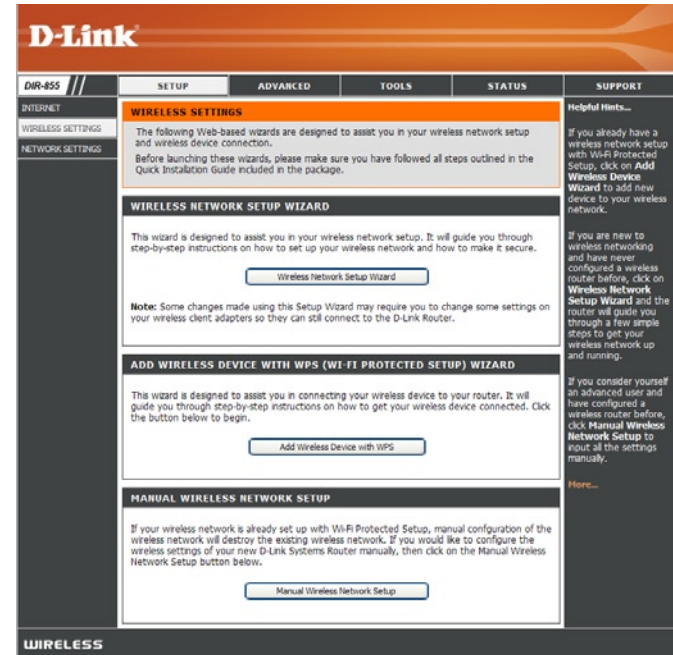 D-Link
DIR-855
SETUP
ADVANCED
TOOLS
STATUS
SUPPORT
INTERNET
WIRELESS SETTINGS
NETWORK SETTINGS
WIRELESS SETTINGS
The following Web-based wizards are designed to assist you in your wireless network setup
and wireless device connection.
Before launching these wizards, please make sure you have followed all steps outlined in the
Quick Installation Guide included in the package.
WIRELESS NETWORK SETUP WIZARD
This wizard is designed to assist you in your wireless network setup. It will guide you through
step-by-step instructions on how to set up your wireless network and how to make it secure.
Wireless Network Setup Wizard
Note: Some changes made using this Setup Wizard may require you to change some settings on
your wireless client adapters so they can still connect to the D-Link Router.
ADD WIRELESS DEVICE WITH WPS (WI-FI PROTECTED SETUP) WIZARD
This wizard is designed to assist you in connecting your wireless device to your router. It will
guide you through step-by-step instructions on how to get your wireless device connected. Click
the button below to begin.
Add Wireless Device with WPS
MANUAL WIRELESS NETWORK SETUP
If your wireless network is already set up with Wi-Fi Protected Setup, manual confguration of the
wireless network will destroy the existing wireless network. If you would like to configure the
wireless settings of your new D-Link Systems Router manually, then click on the Manual Wireless
Network Setup button below.
Manual Wireless Network Setup
Helpful Hints...
If you already have a
wireless network setup
with Wi-Fi Protected
Setup, click on Add
Wireless Device
Wizard to add new
device to your wireless
network.
If you are new to
wireless networking
and have never
configured a wireless
router before, click on
Wireless Network
Setup Wizard and the
router will guide you
through a few simple
steps to get your
wireless network up
and running.
If you consider yourself
an advanced user and
have configured a
wireless router before,
click Manual Wireless
Network Setup to
input all the settings
manually.
More...
WIRELESS